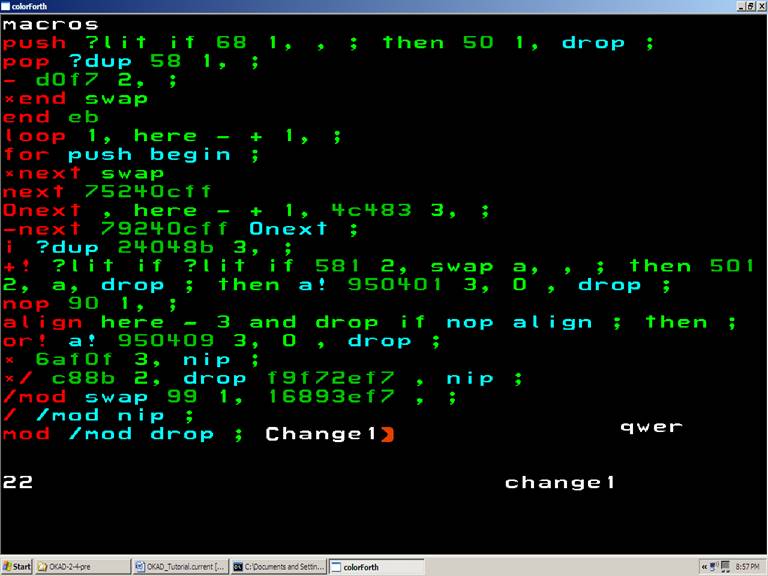 colorForth
macros
push ?lit if 68 1, , ; then 50 1, drop ;
pop ?dup 58 1, ;
- d0f7 2, ;
*end swap
end eb
loop 1, here - + 1, ;
for push begin ;
*next swap
next 75240cff
0next , here - + 1, 4c483 3, ;
-next 79240cff 0next ;
i ?dup 24048b 3, ;
+! ?lit if ?lit if 581 2, swap a, , ; then 501
2, a, drop ; then a! 950401 3, 0 , drop ;
nop 90 1, ;
align here - 3 and drop if nop align ; then ;
or! a! 950409 3, 0 , drop ;
* 6af0f 3, nip ;
*/ c88b 2, drop f9f72ef7 , nip ;
/mod swap 99 1, 16893ef7 , ;
/ /mod nip ;
mod /mod drop ; Change1
qwer
22 change1
Start OKAD-2-4-pre OKAD_Tutorial.current [... C:\Documents and Settin... colorForth « 8:57 PM